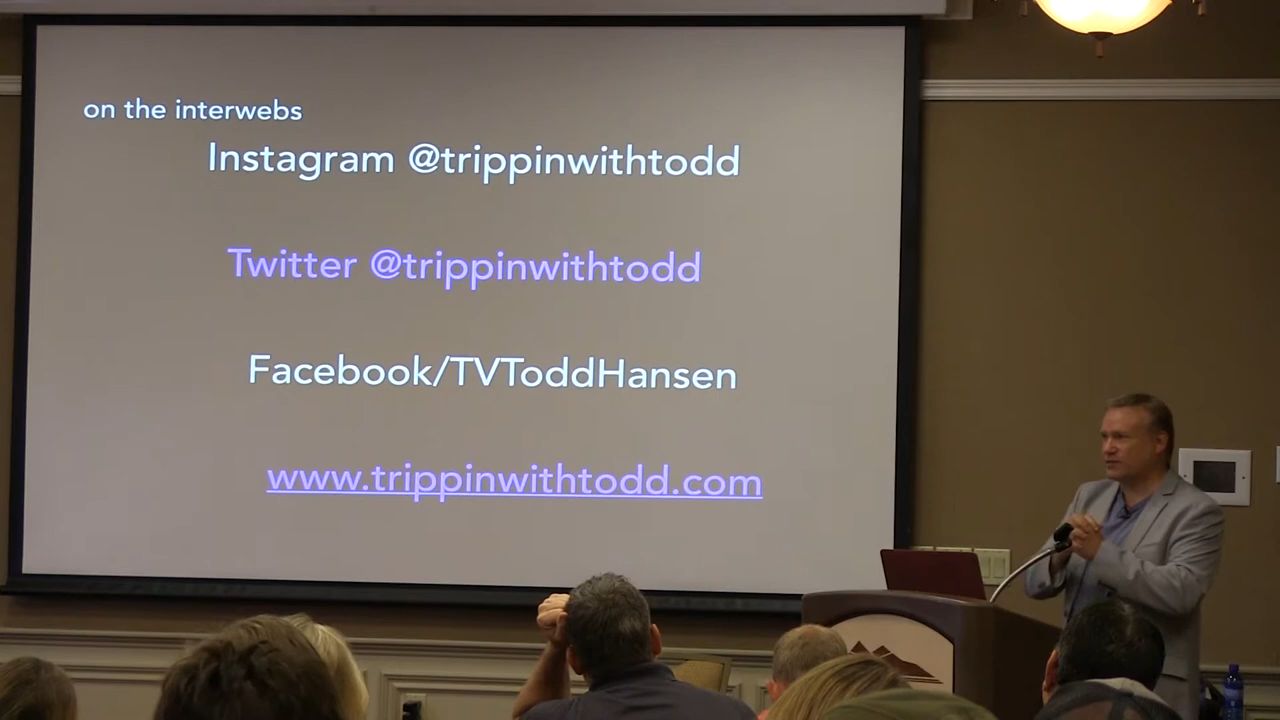 on the interwebs
Instagram @trippinwithtodd
Twitter @trippinwithtodd
Facebook/TVToddHansen
www.trippinwithtodd.com